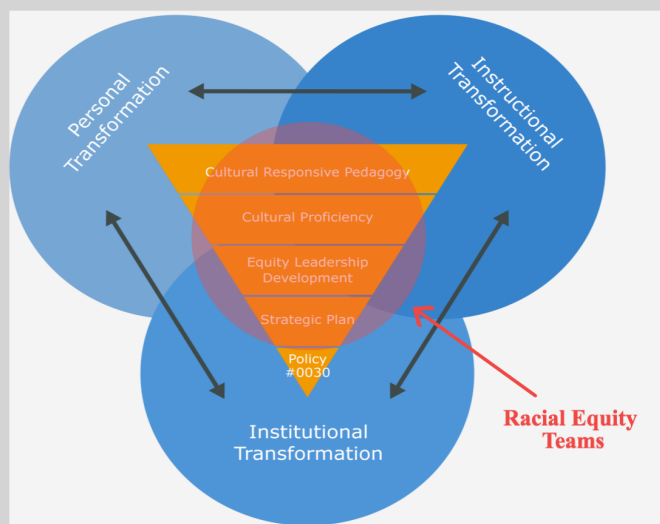 Personal
Transformation
Instructional
Transformation
Cultural Responsive Pedagogy
Cultural Proficiency
Equity Leadership
Development
Strategic Plan
Policy
#0030
Racial Equity
Teams
Institutional
Transformation